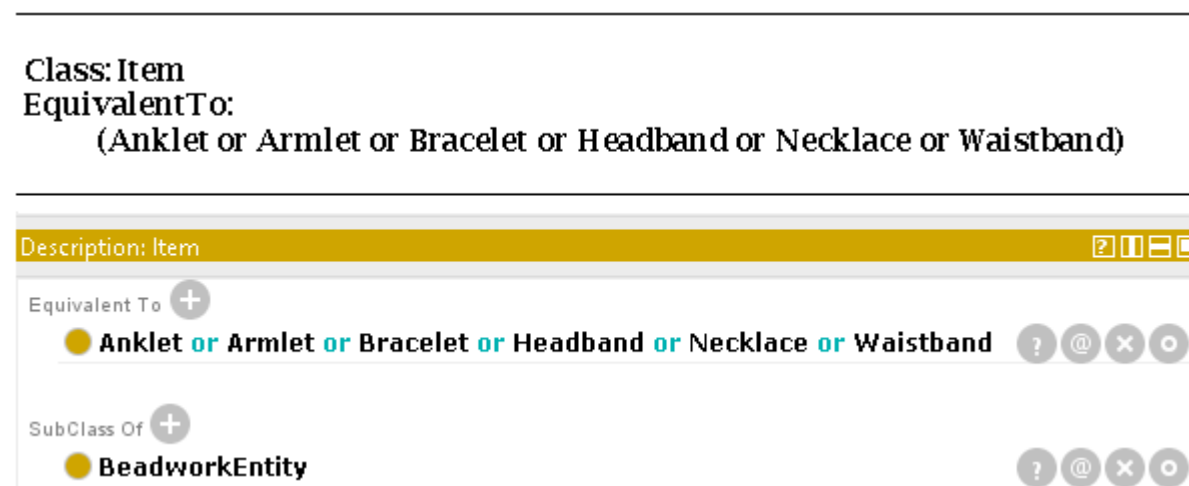 Class: Item
EquivalentTo:
(Anklet or Armlet or Bracelet or Headband or Necklace or Waistband)
Description: Item
Equivalent To
Anklet or Armlet or Bracelet or Headband or Necklace or Waistband
SubClass Of
BeadworkEntity